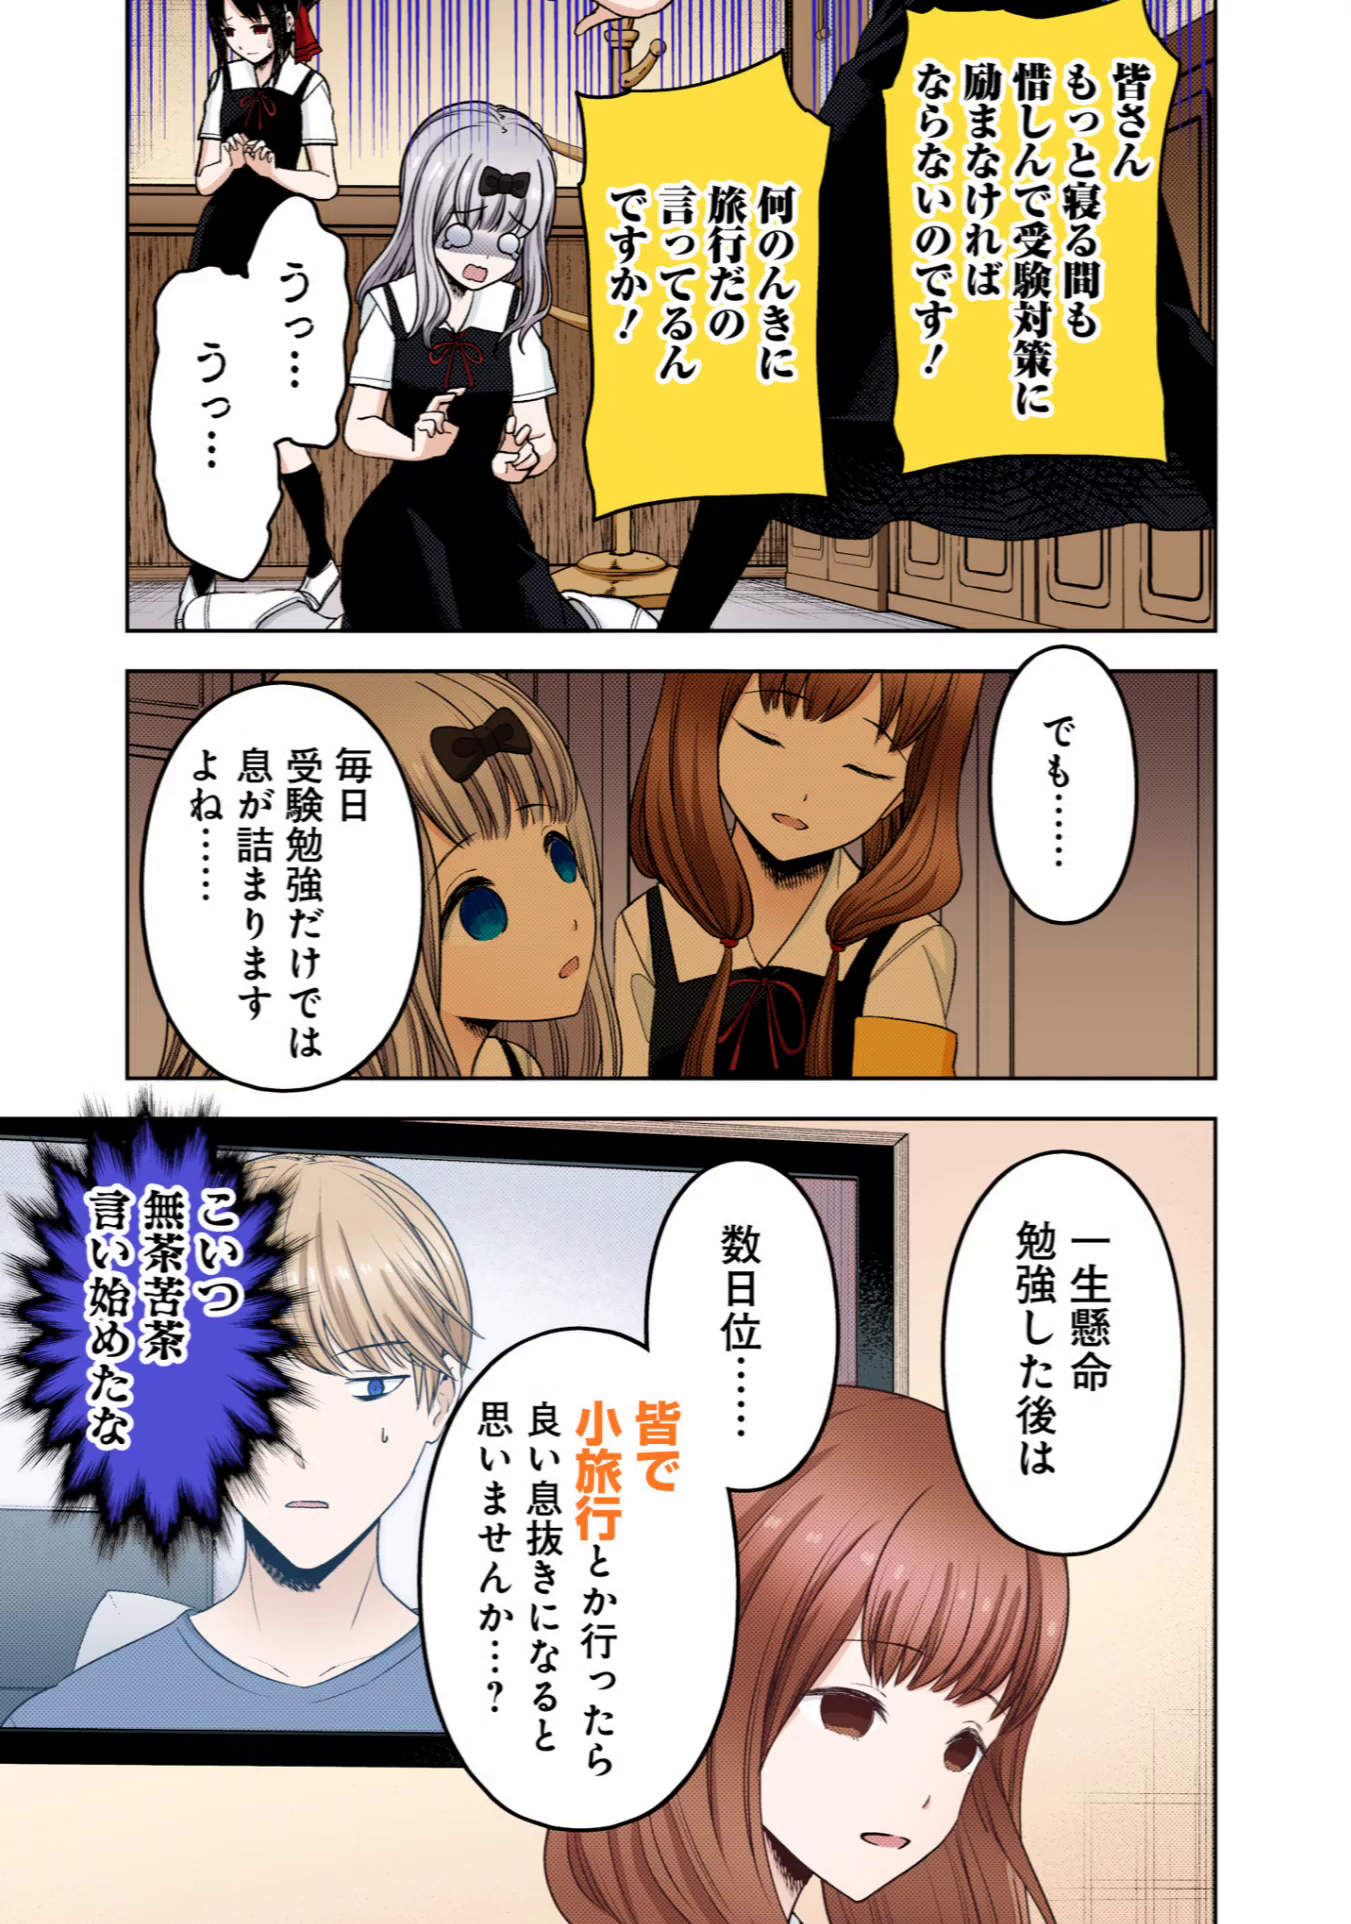 皆さん
もっと寝る間も
惜しんで受験対策に
励まなければ
ならないのです！
何のんきに
旅行だの
言ってるん
ですか！
うっ…
うっ…
でも……
毎日
受験勉強だけでは
息が詰まります
よね……
一生懸命
勉強した後は
数日位……
皆で
小旅行とか行ったら
良い息抜きになると
思いませんか…？
こいつ
無茶苦茶
言い始めたな